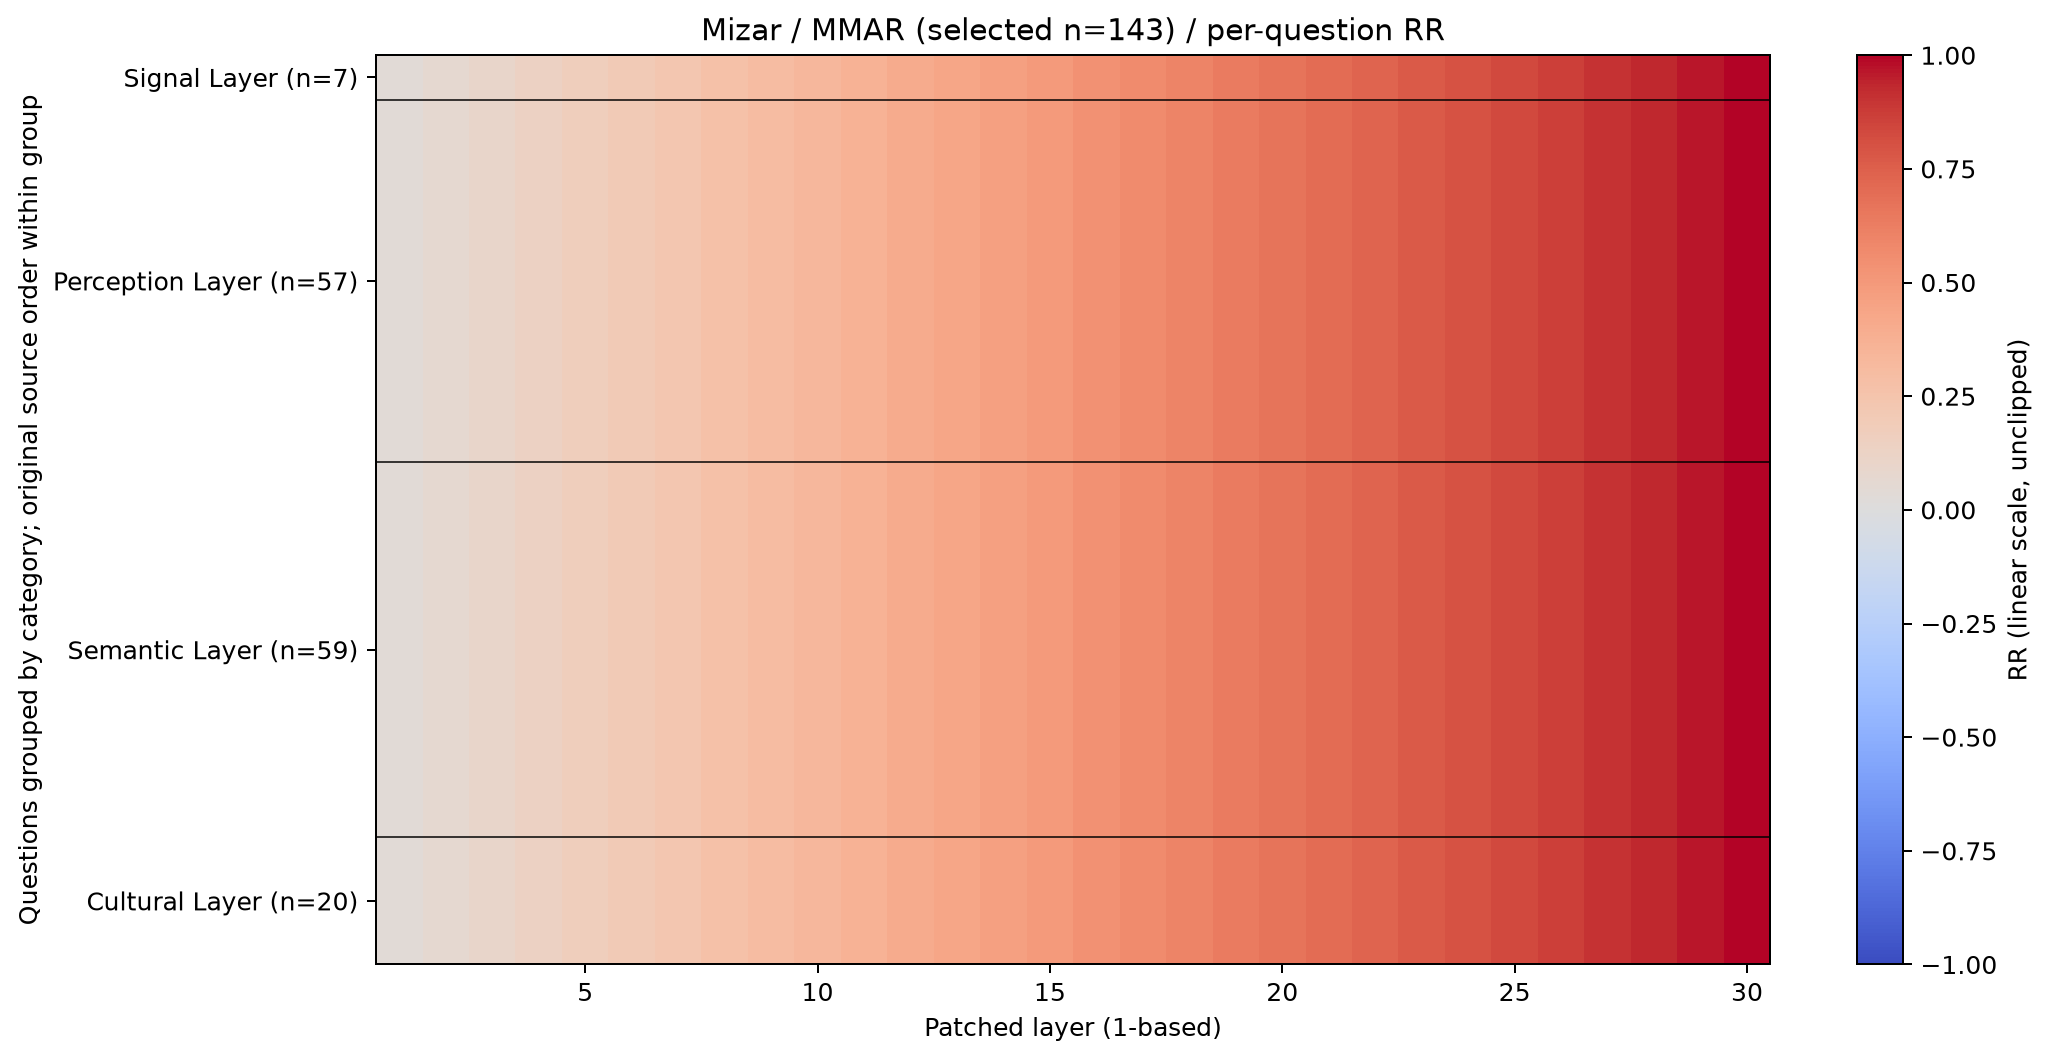 Mizar / MMAR (selected n=143) / per-question RR
Questions grouped by category; original source order within group
Signal Layer (n=7)
Perception Layer (n=57)
Semantic Layer (n=59)
Cultural Layer (n=20)
5 10 15 20 25 30
Patched layer (1-based)
1.00
0.75
0.50
0.25
0.00
−0.25
−0.50
−0.75
−1.00
RR (linear scale, unclipped)